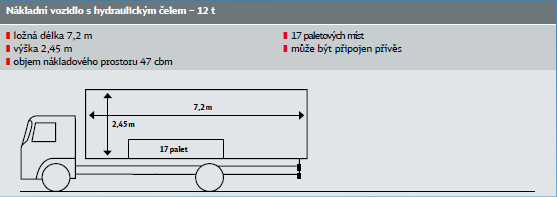 Nákladní vozidlo s hydraulickým čelem – 12 t
ložná délka 7,2 m
výška 2,45 m
objem nákladového prostoru 47 cbm
17 paletových míst
může být připojen přívěs
7,2 m
2,45 m
17 palet